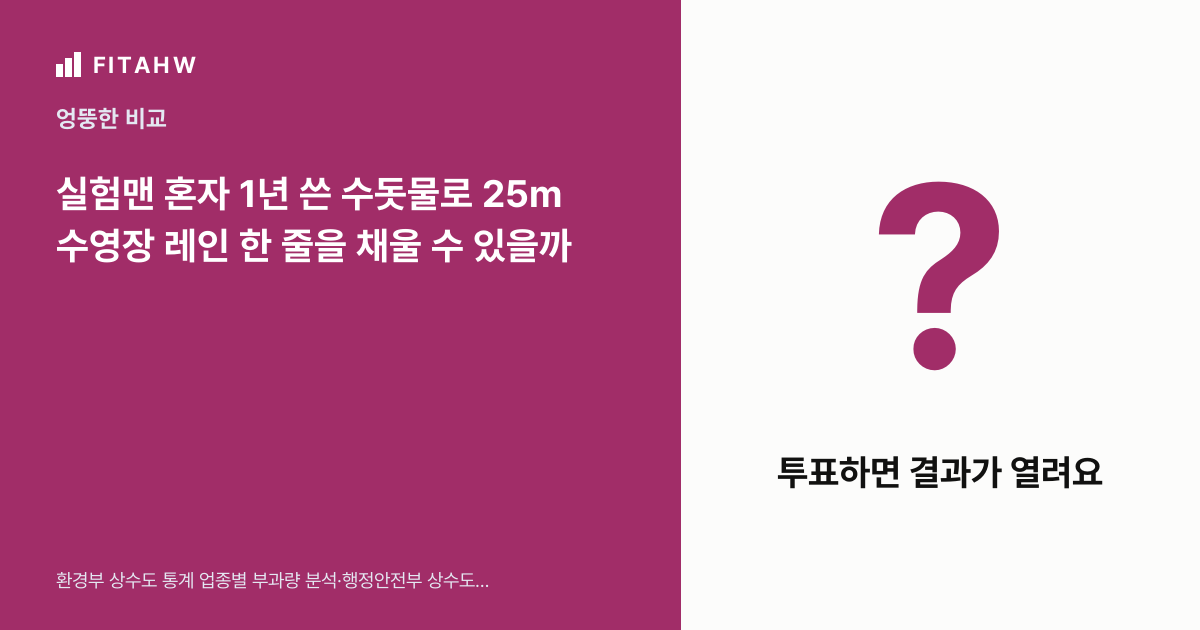 FITAHW
엉뚱한 비교
실험맨 혼자 1년 쓴 수돗물로 25m
수영장 레인 한 줄을 채울 수 있을까
?
투표하면 결과가 열려요
환경부 상수도 통계 업종별 부과량 분석·행정안전부 상수도...